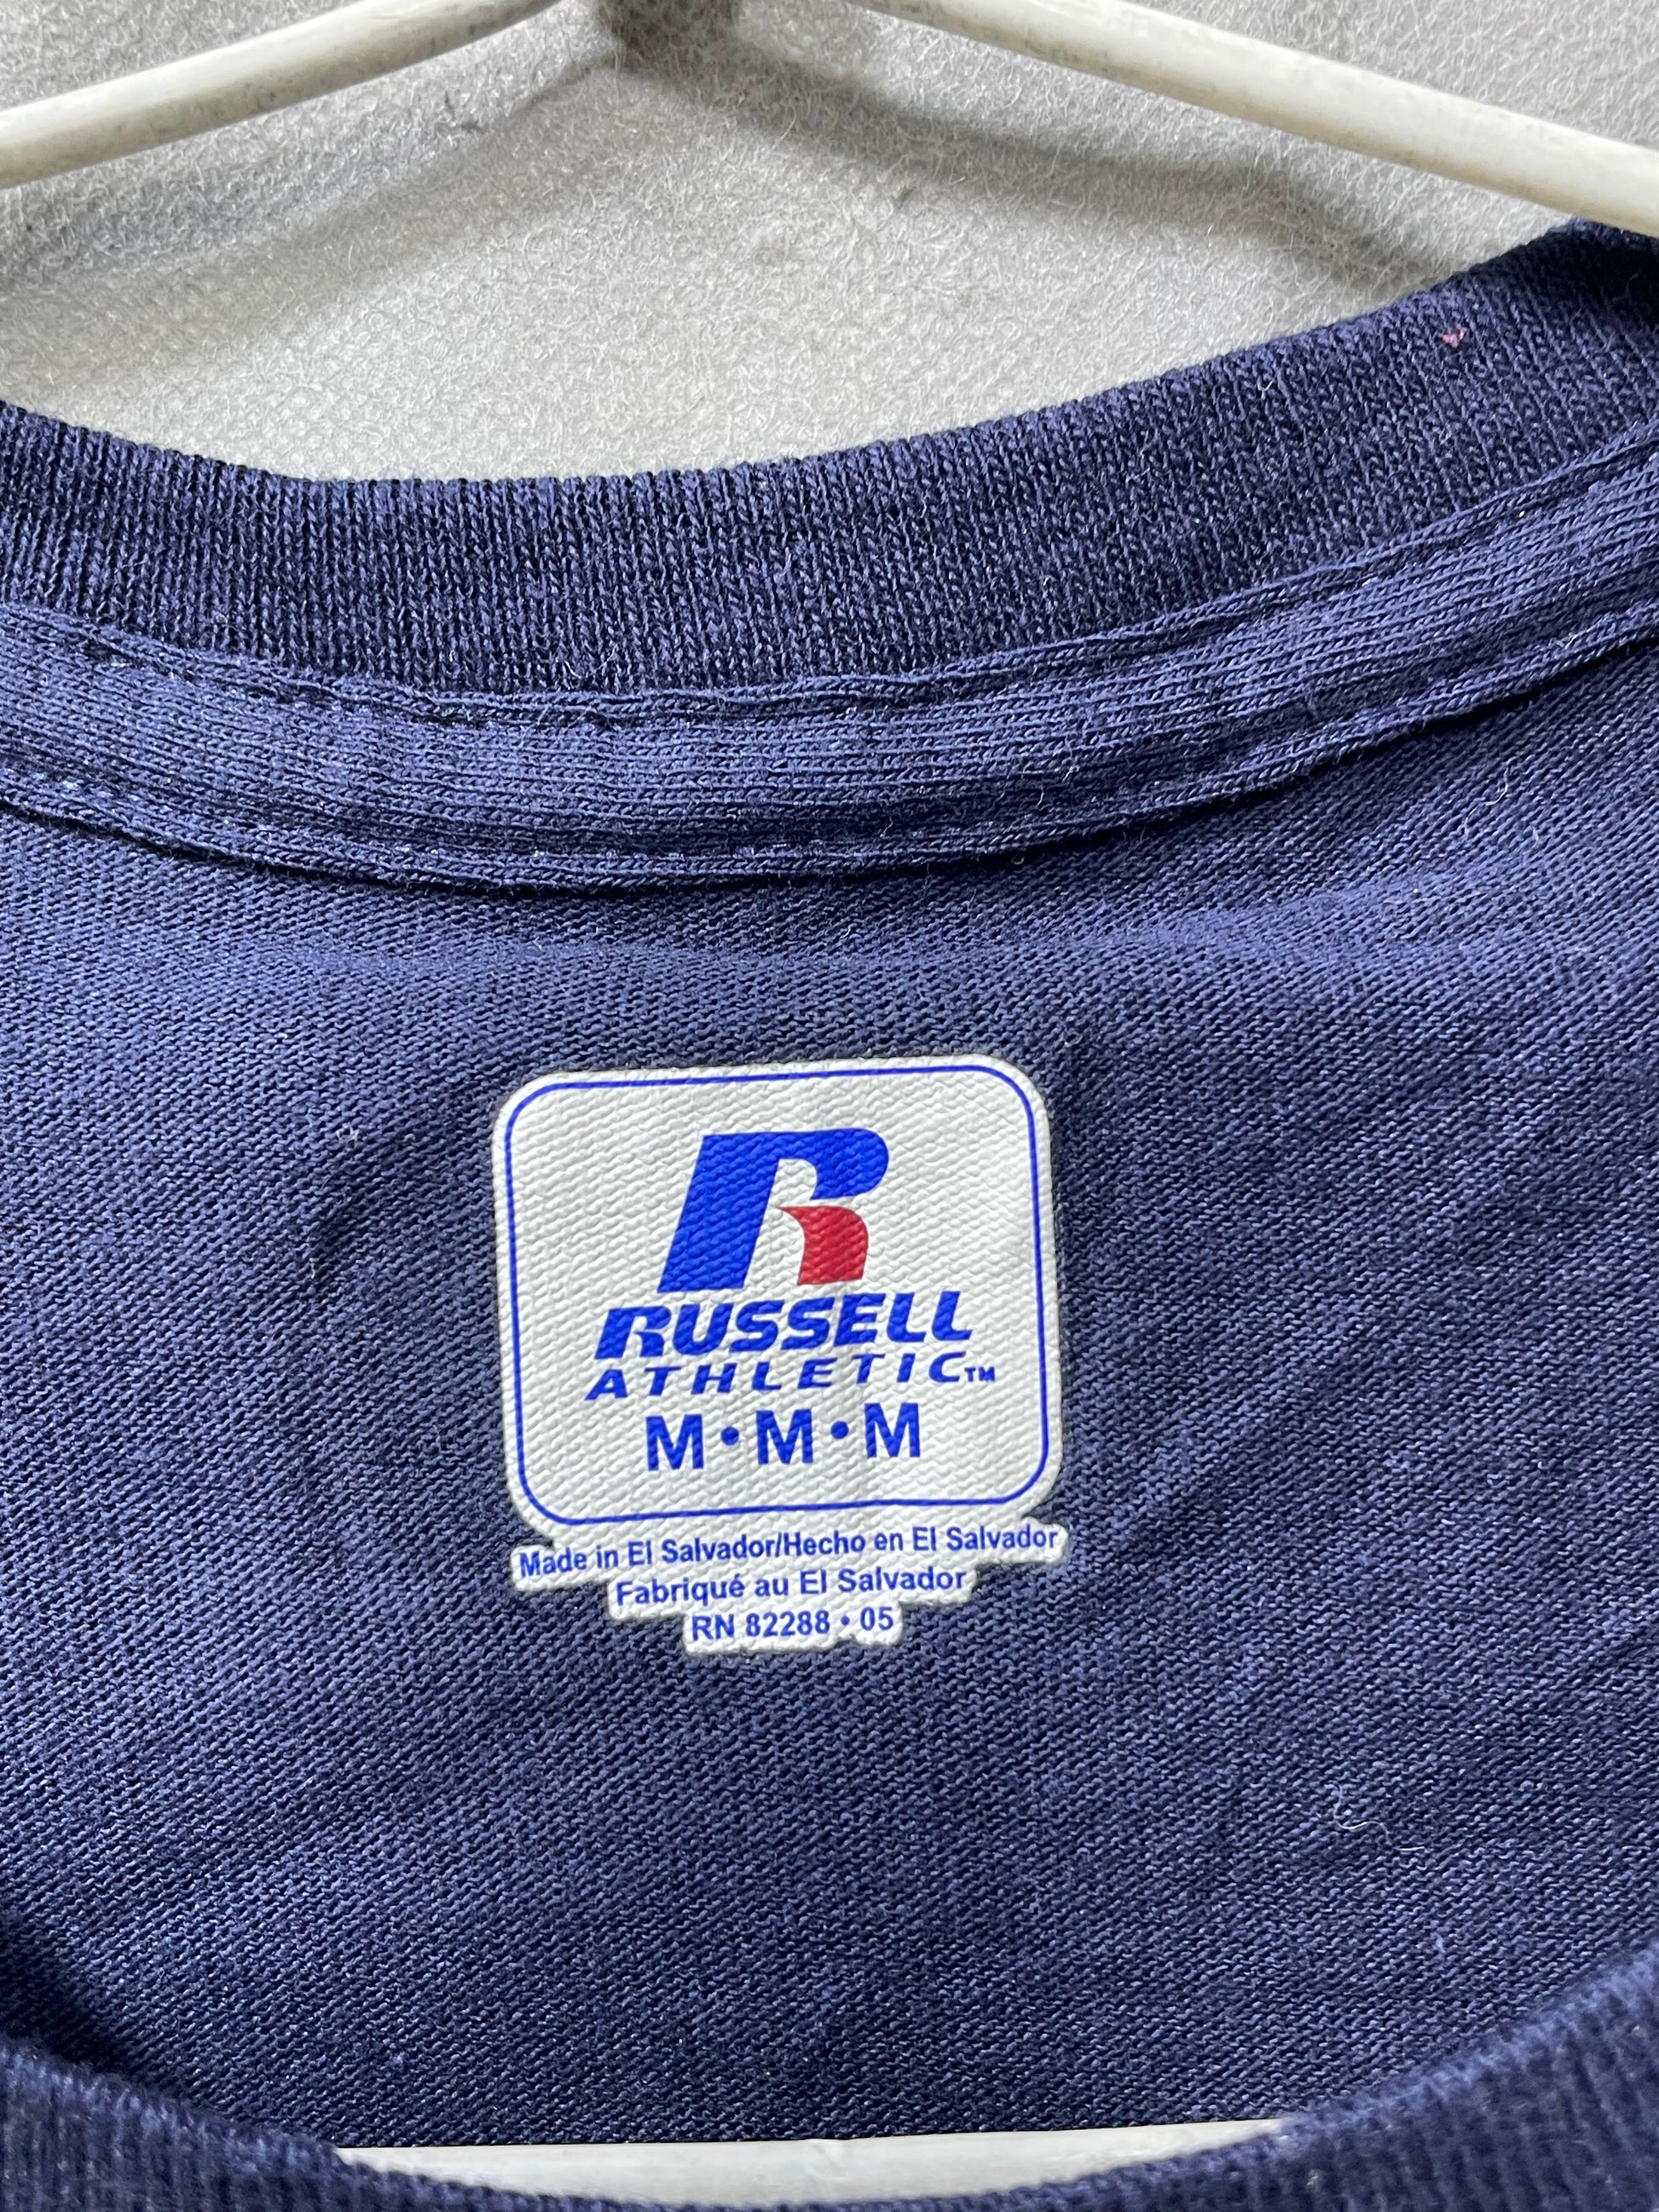 R
RUSSELL
ATHLETIC™
M•M•M
Made in El Salvador/Hecho en El Salvador
Fabriqué au El Salvador
RN 82288 • 05